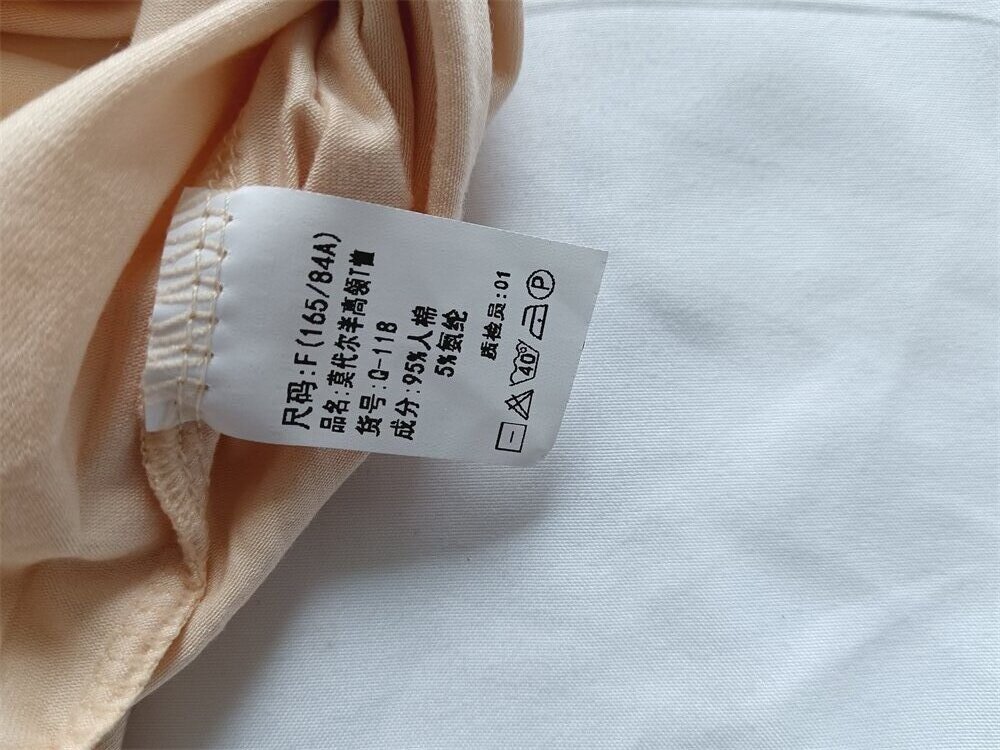 尺码:F(165/84A)
品名:莫代尔羊高领T恤
货号:Q-118
成分:95%人棉
5%氨纶
质检员:01
40°
P